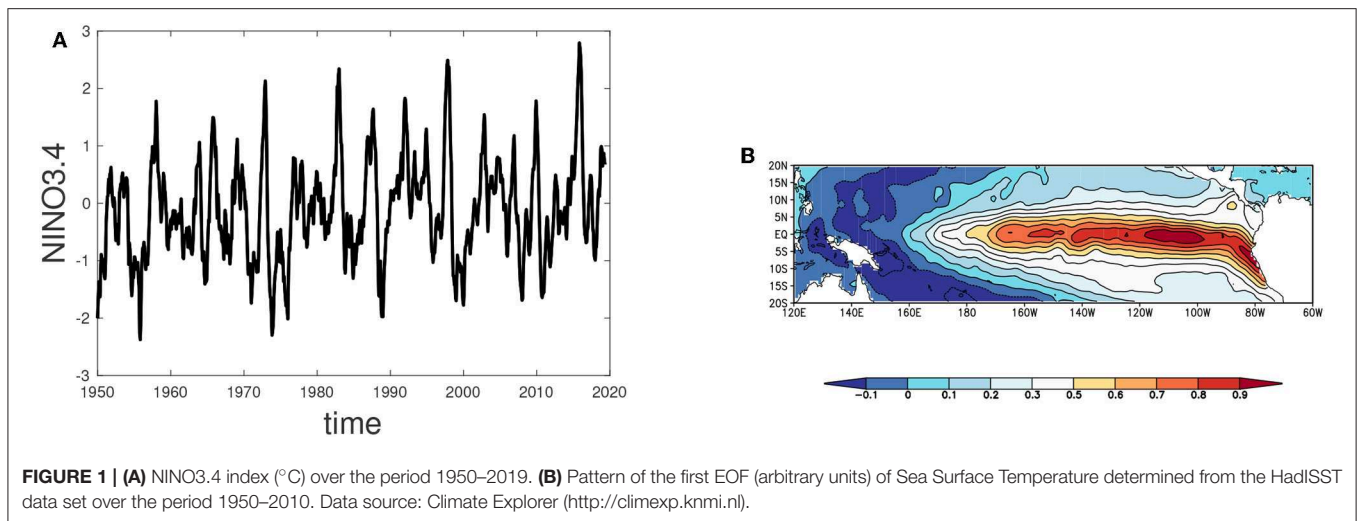 A
3
2
1
0
-1
-2
-3
NINO3.4
1950 1960 1970 1980 1990 2000 2010 2020
time
B
20N
15N
10N
5N
EQ
5S
10S
15S
20S
120E 140E 160E 180 160W 140W 120W 100W 80W 60W
−0.1 0 0.1 0.2 0.3 0.5 0.6 0.7 0.8 0.9
FIGURE 1 | (A) NINO3.4 index (°C) over the period 1950–2019. (B) Pattern of the first EOF (arbitrary units) of Sea Surface Temperature determined from the HadISST
data set over the period 1950–2010. Data source: Climate Explorer (http://climexp.knmi.nl).